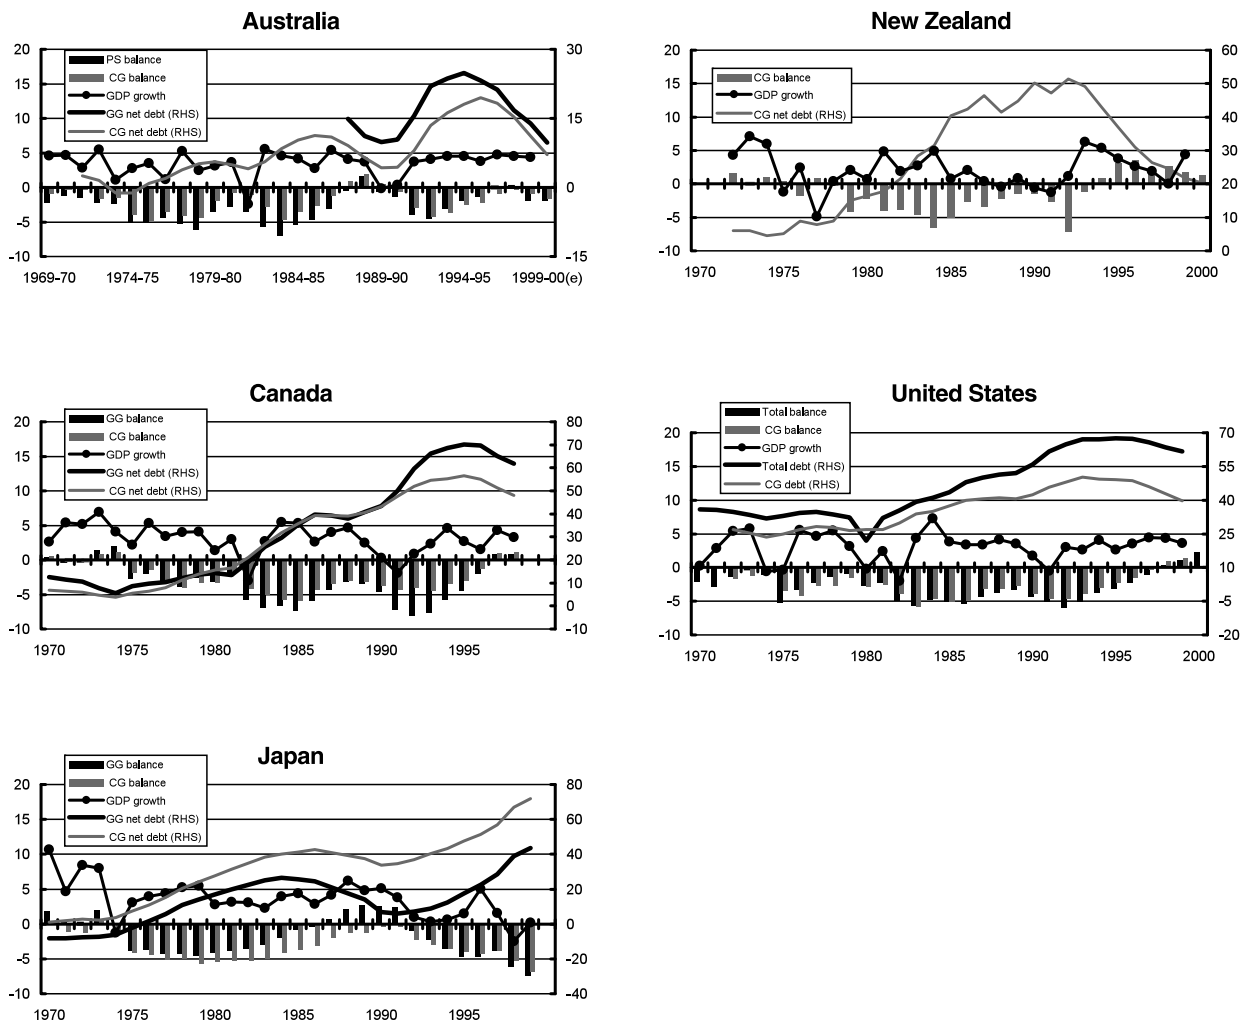 Australia
20 30
PS balance
CG balance
GDP growth
GG net debt (RHS)
CG net debt (RHS)
15
10 15
5
0 0
-5
-10 -15
1969-70 1974-75 1979-80 1984-85 1989-90 1994-95 1999-00(e)
New Zealand
20 60
CG balance
GDP growth
CG net debt (RHS)
15 50
10 40
5 30
0 20
-5 10
-10 0
1970 1975 1980 1985 1990 1995 2000
Canada
20 80
GG balance
CG balance
GDP growth
GG net debt (RHS)
CG net debt (RHS)
70
15 60
50
10 40
5 30
0 20
10
-5 0
-10 -10
1970 1975 1980 1985 1990 1995
United States
Total balance
CG balance
GDP growth
Total debt (RHS)
CG debt (RHS)
20 70
15 55
10 40
5 25
0 10
-5 -5
-10 -20
1970 1975 1980 1985 1990 1995 2000
Japan
GG balance
CG balance
GDP growth
GG net debt (RHS)
CG net debt (RHS)
20 80
15 60
10 40
5 20
0 0
-5 -20
-10 -40
1970 1975 1980 1985 1990 1995